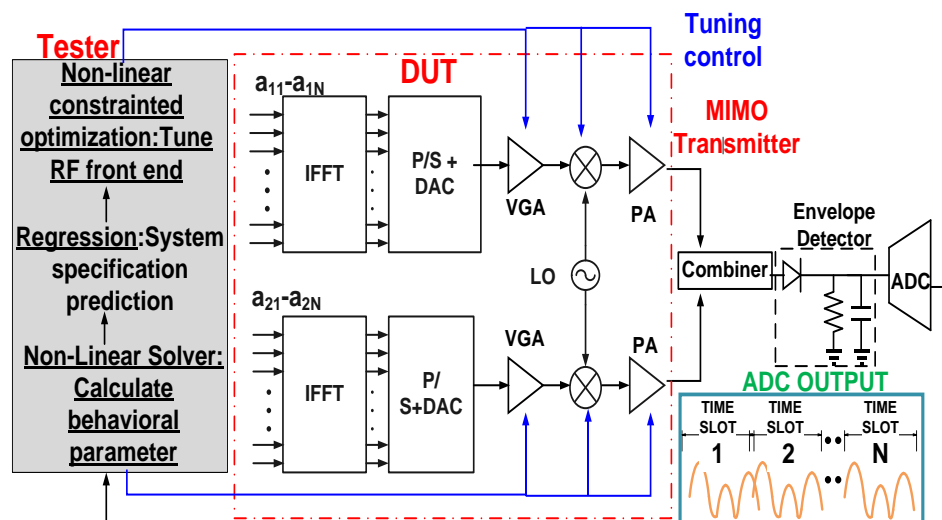 Tester
Non-linear
constrainted
optimization:Tune
RF front end
Regression:System
specification
prediction
Non-Linear Solver:
Calculate
behavioral
parameter
DUT
a11-a1N
IFFT
P/S +
DAC
VGA
PA
LO
a21-a2N
IFFT
P/
S+DAC
VGA
PA
Tuning
control
MIMO
Transmitter
Combiner
Envelope
Detector
ADC
ADC OUTPUT
TIME
SLOT
1
TIME
SLOT
2
TIME
SLOT
N